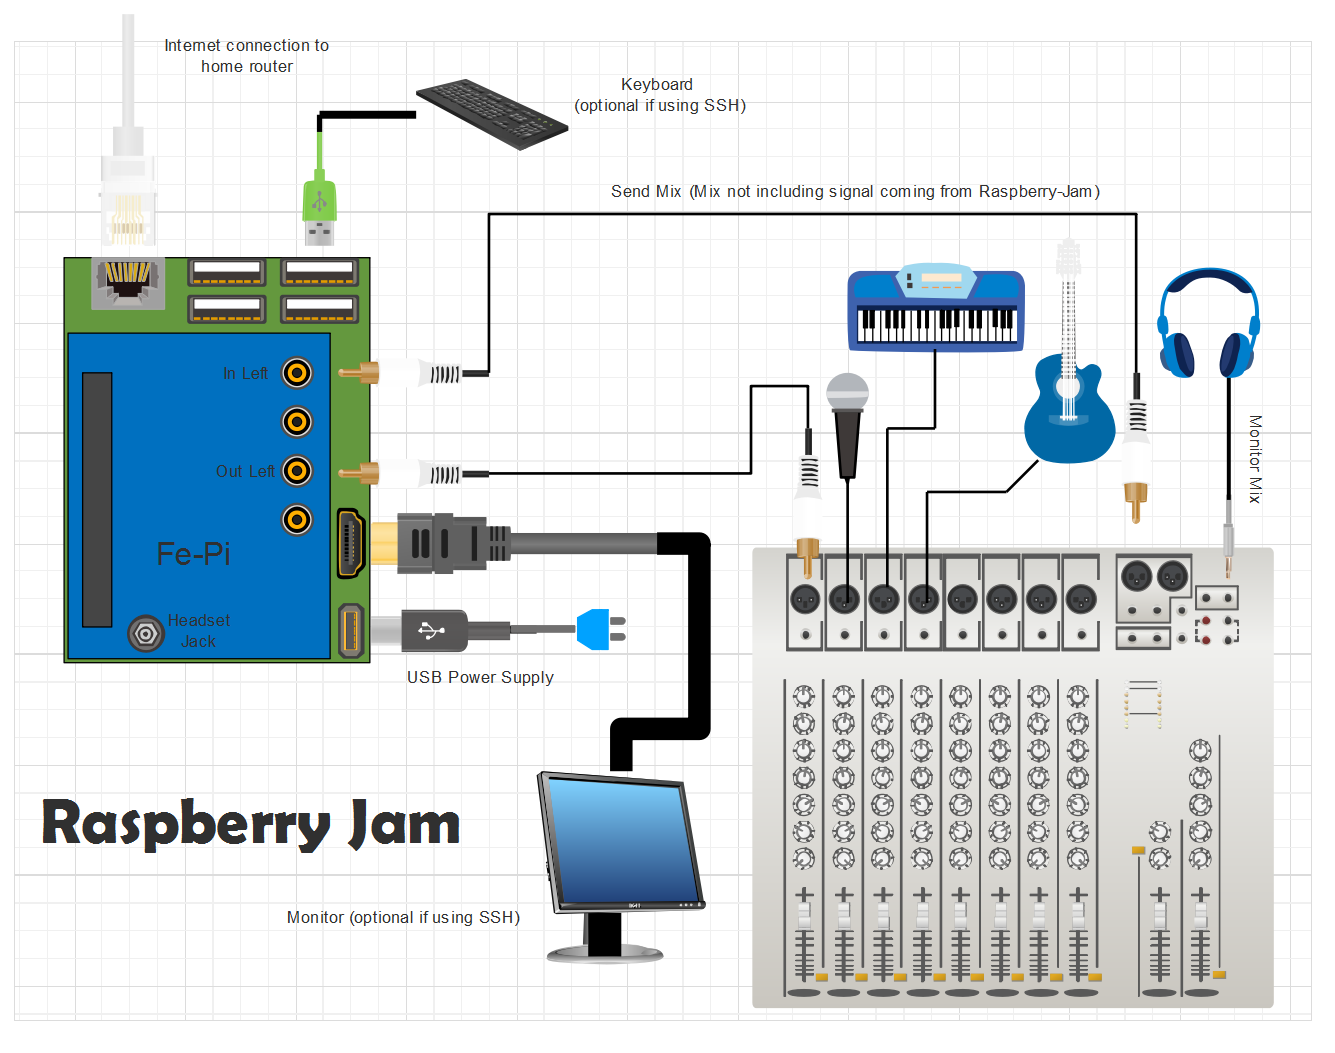 Internet connection to
home router
Keyboard
(optional if using SSH)
Send Mix (Mix not including signal coming from Raspberry-Jam)
In Left
Out Left
Monitor Mix
Fe-Pi
Headset
Jack
USB Power Supply
Raspberry Jam
Monitor (optional if using SSH)